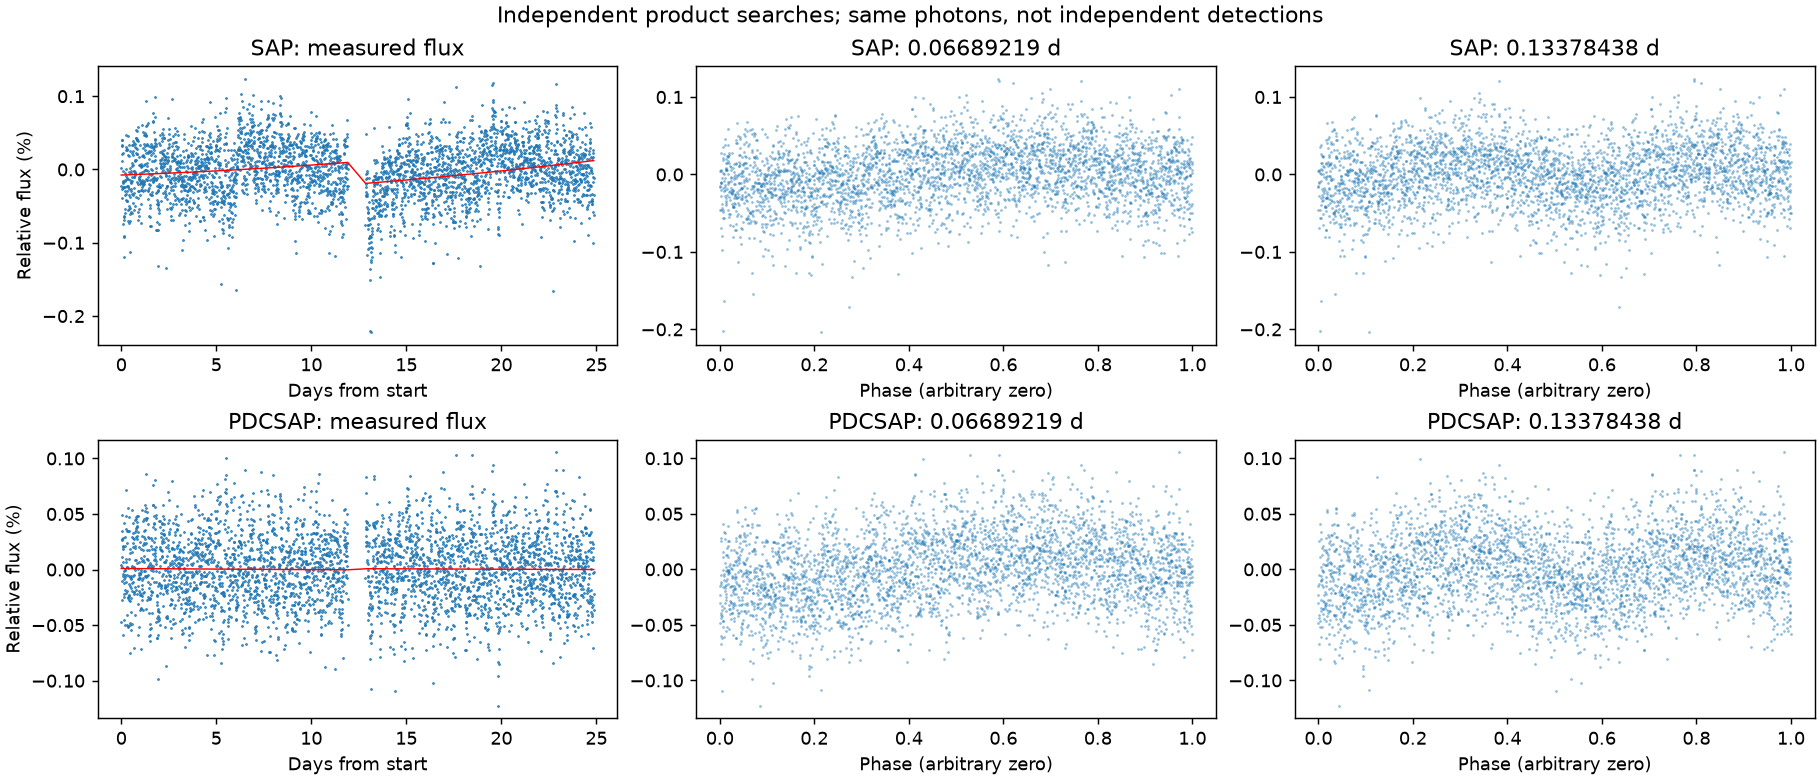 Independent product searches; same photons, not independent detections
SAP: measured flux
SAP: 0.06689219 d
SAP: 0.13378438 d
Relative flux (%)
0.1
0.0
−0.1
−0.2
0.1
0.0
−0.1
−0.2
0.1
0.0
−0.1
−0.2
0 5 10 15 20 25
0.0 0.2 0.4 0.6 0.8 1.0
0.0 0.2 0.4 0.6 0.8 1.0
Days from start
Phase (arbitrary zero)
Phase (arbitrary zero)
PDCSAP: measured flux
PDCSAP: 0.06689219 d
PDCSAP: 0.13378438 d
Relative flux (%)
0.10
0.05
0.00
−0.05
−0.10
0.10
0.05
0.00
−0.05
−0.10
0.10
0.05
0.00
−0.05
−0.10
0 5 10 15 20 25
0.0 0.2 0.4 0.6 0.8 1.0
0.0 0.2 0.4 0.6 0.8 1.0
Days from start
Phase (arbitrary zero)
Phase (arbitrary zero)